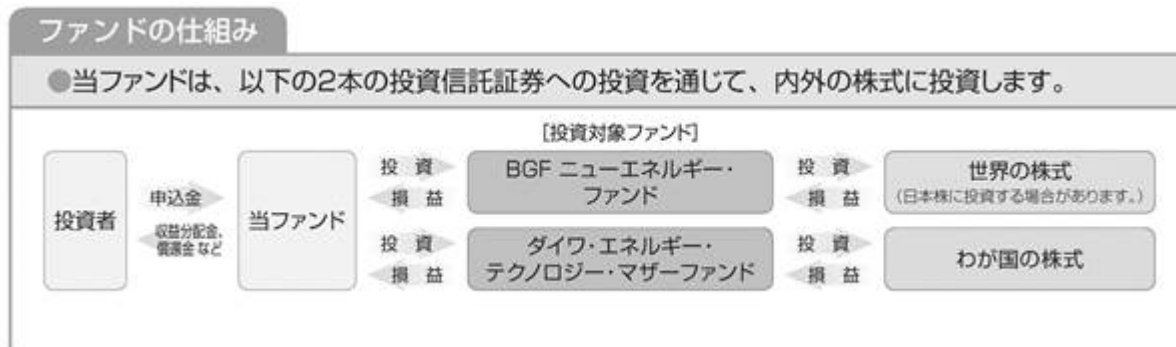 ファンドの仕組み
●当ファンドは、以下の2本の投資信託証券への投資を通じて、内外の株式に投資します。
[投資対象ファンド]
投資者
申込金
収益分配金、
償還金 など
当ファンド
投 資
損 益
BGF ニューエネルギー・
ファンド
投 資
損 益
世界の株式
(日本株に投資する場合があります。)
投 資
損 益
ダイワ・エネルギー・
テクノロジー・マザーファンド
投 資
損 益
わが国の株式